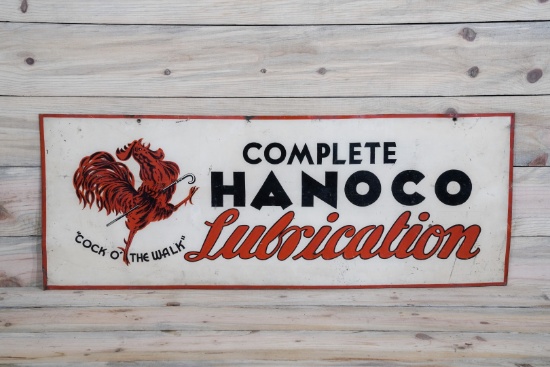 COMPLETE
HANOCO
Lubrication
"COCK O' THE WALK"